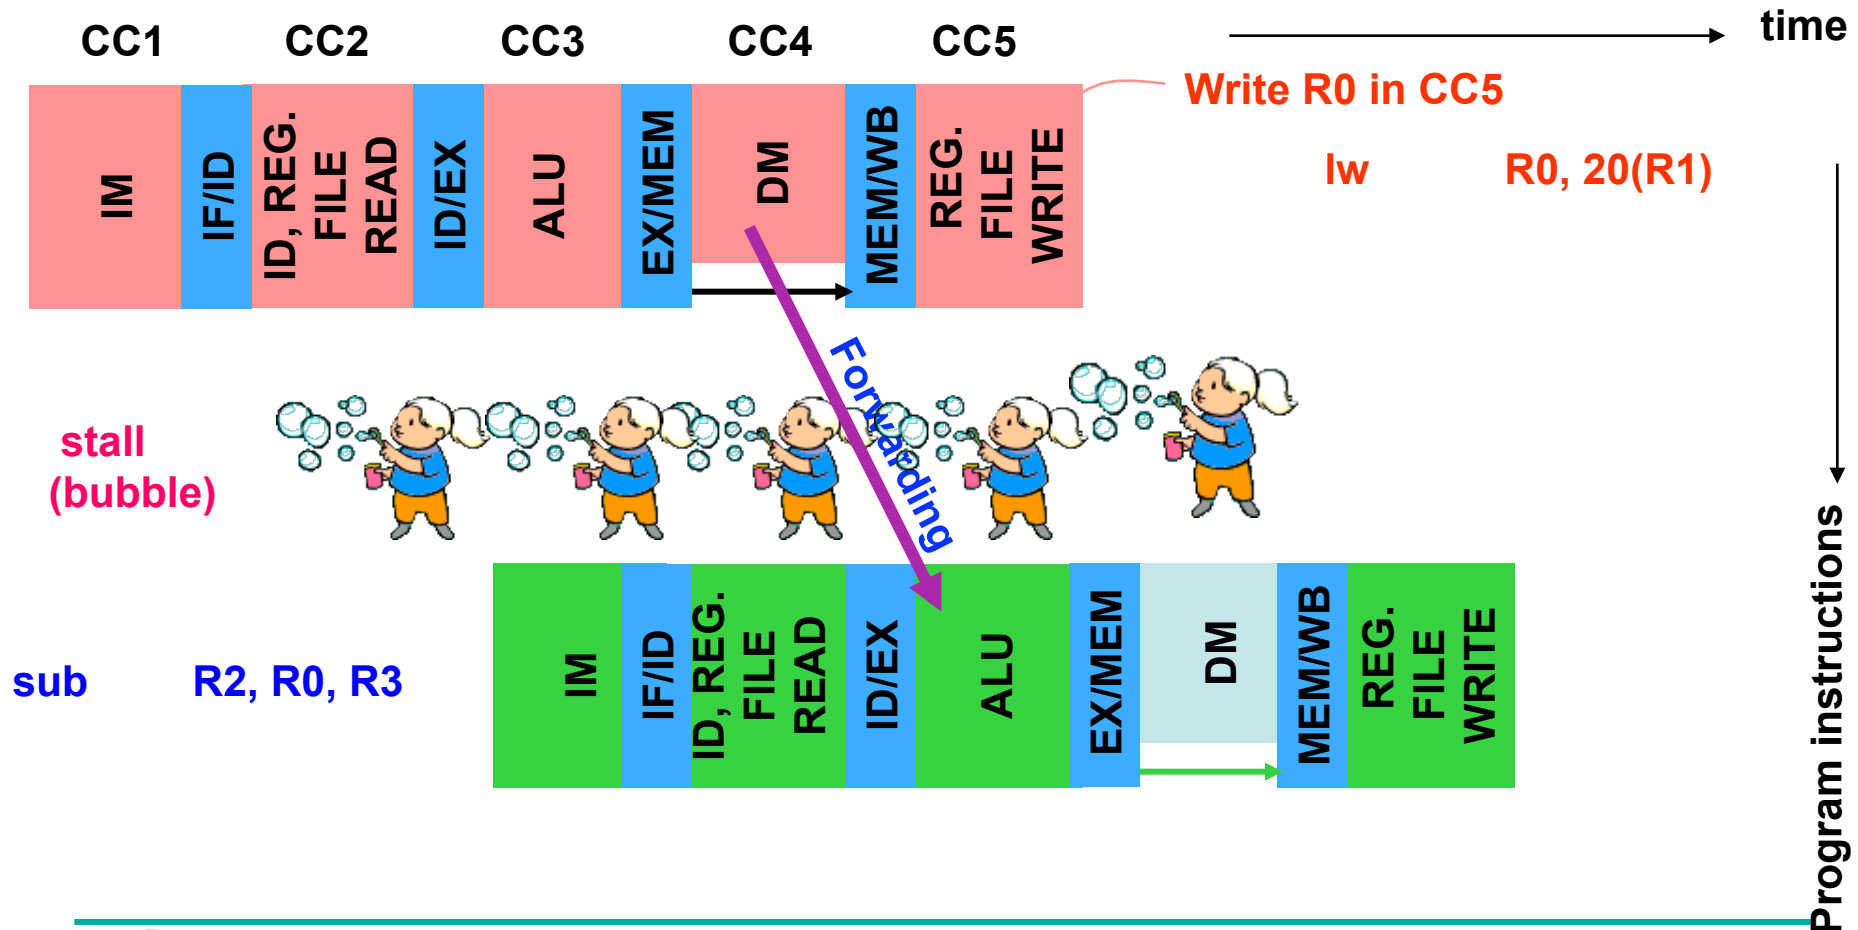 CC1 CC2 CC3 CC4 CC5 time
Write R0 in CC5
lw R0, 20(R1)
IM
IF/ID
ID, REG.
FILE
READ
ID/EX
ALU
EX/MEM
DM
MEM/WB
REG.
FILE
WRITE
Forwarding
stall
(bubble)
sub R2, R0, R3
IM
IF/ID
ID, REG.
FILE
READ
ID/EX
ALU
EX/MEM
DM
MEM/WB
REG.
FILE
WRITE
Program instructions